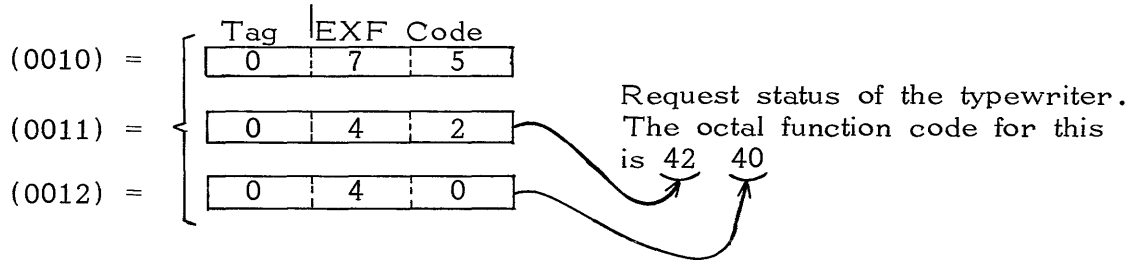 Tag EXF Code
(0010) = 0 7 5
Request status of the typewriter.
(0011) = 0 4 2
The octal function code for this
is 42 40
(0012) = 0 4 0